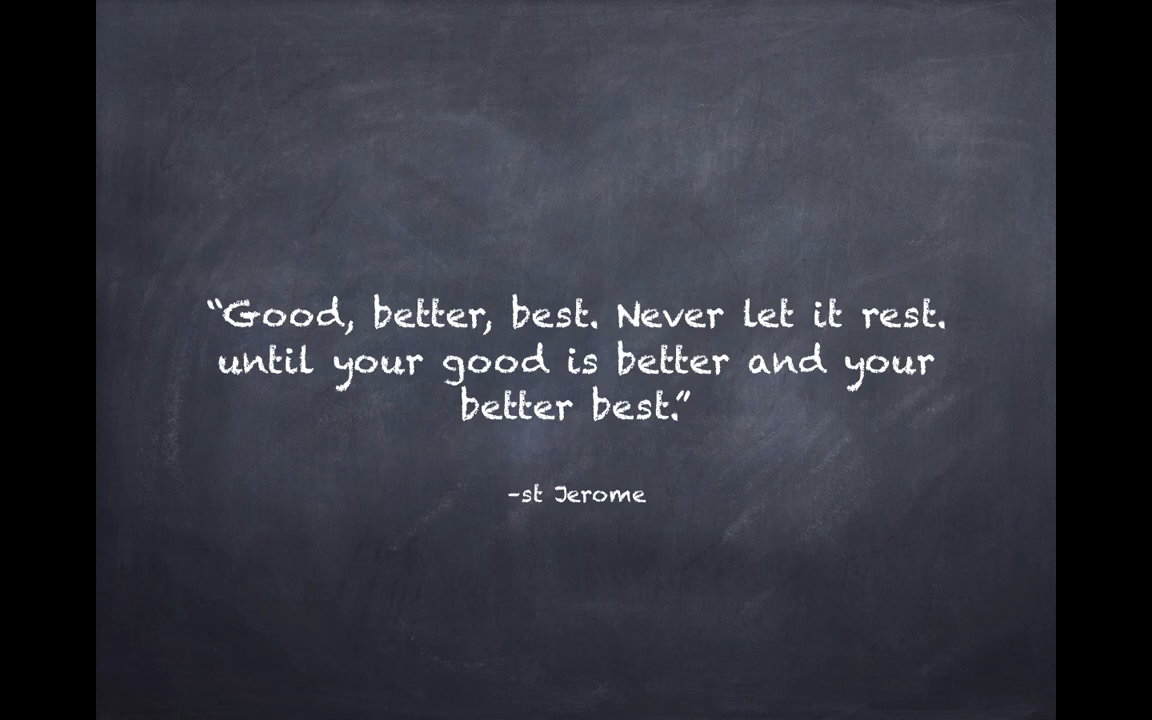 “Good, better, best. Never let it rest.
until your good is better and your
better best.”
–st Jerome